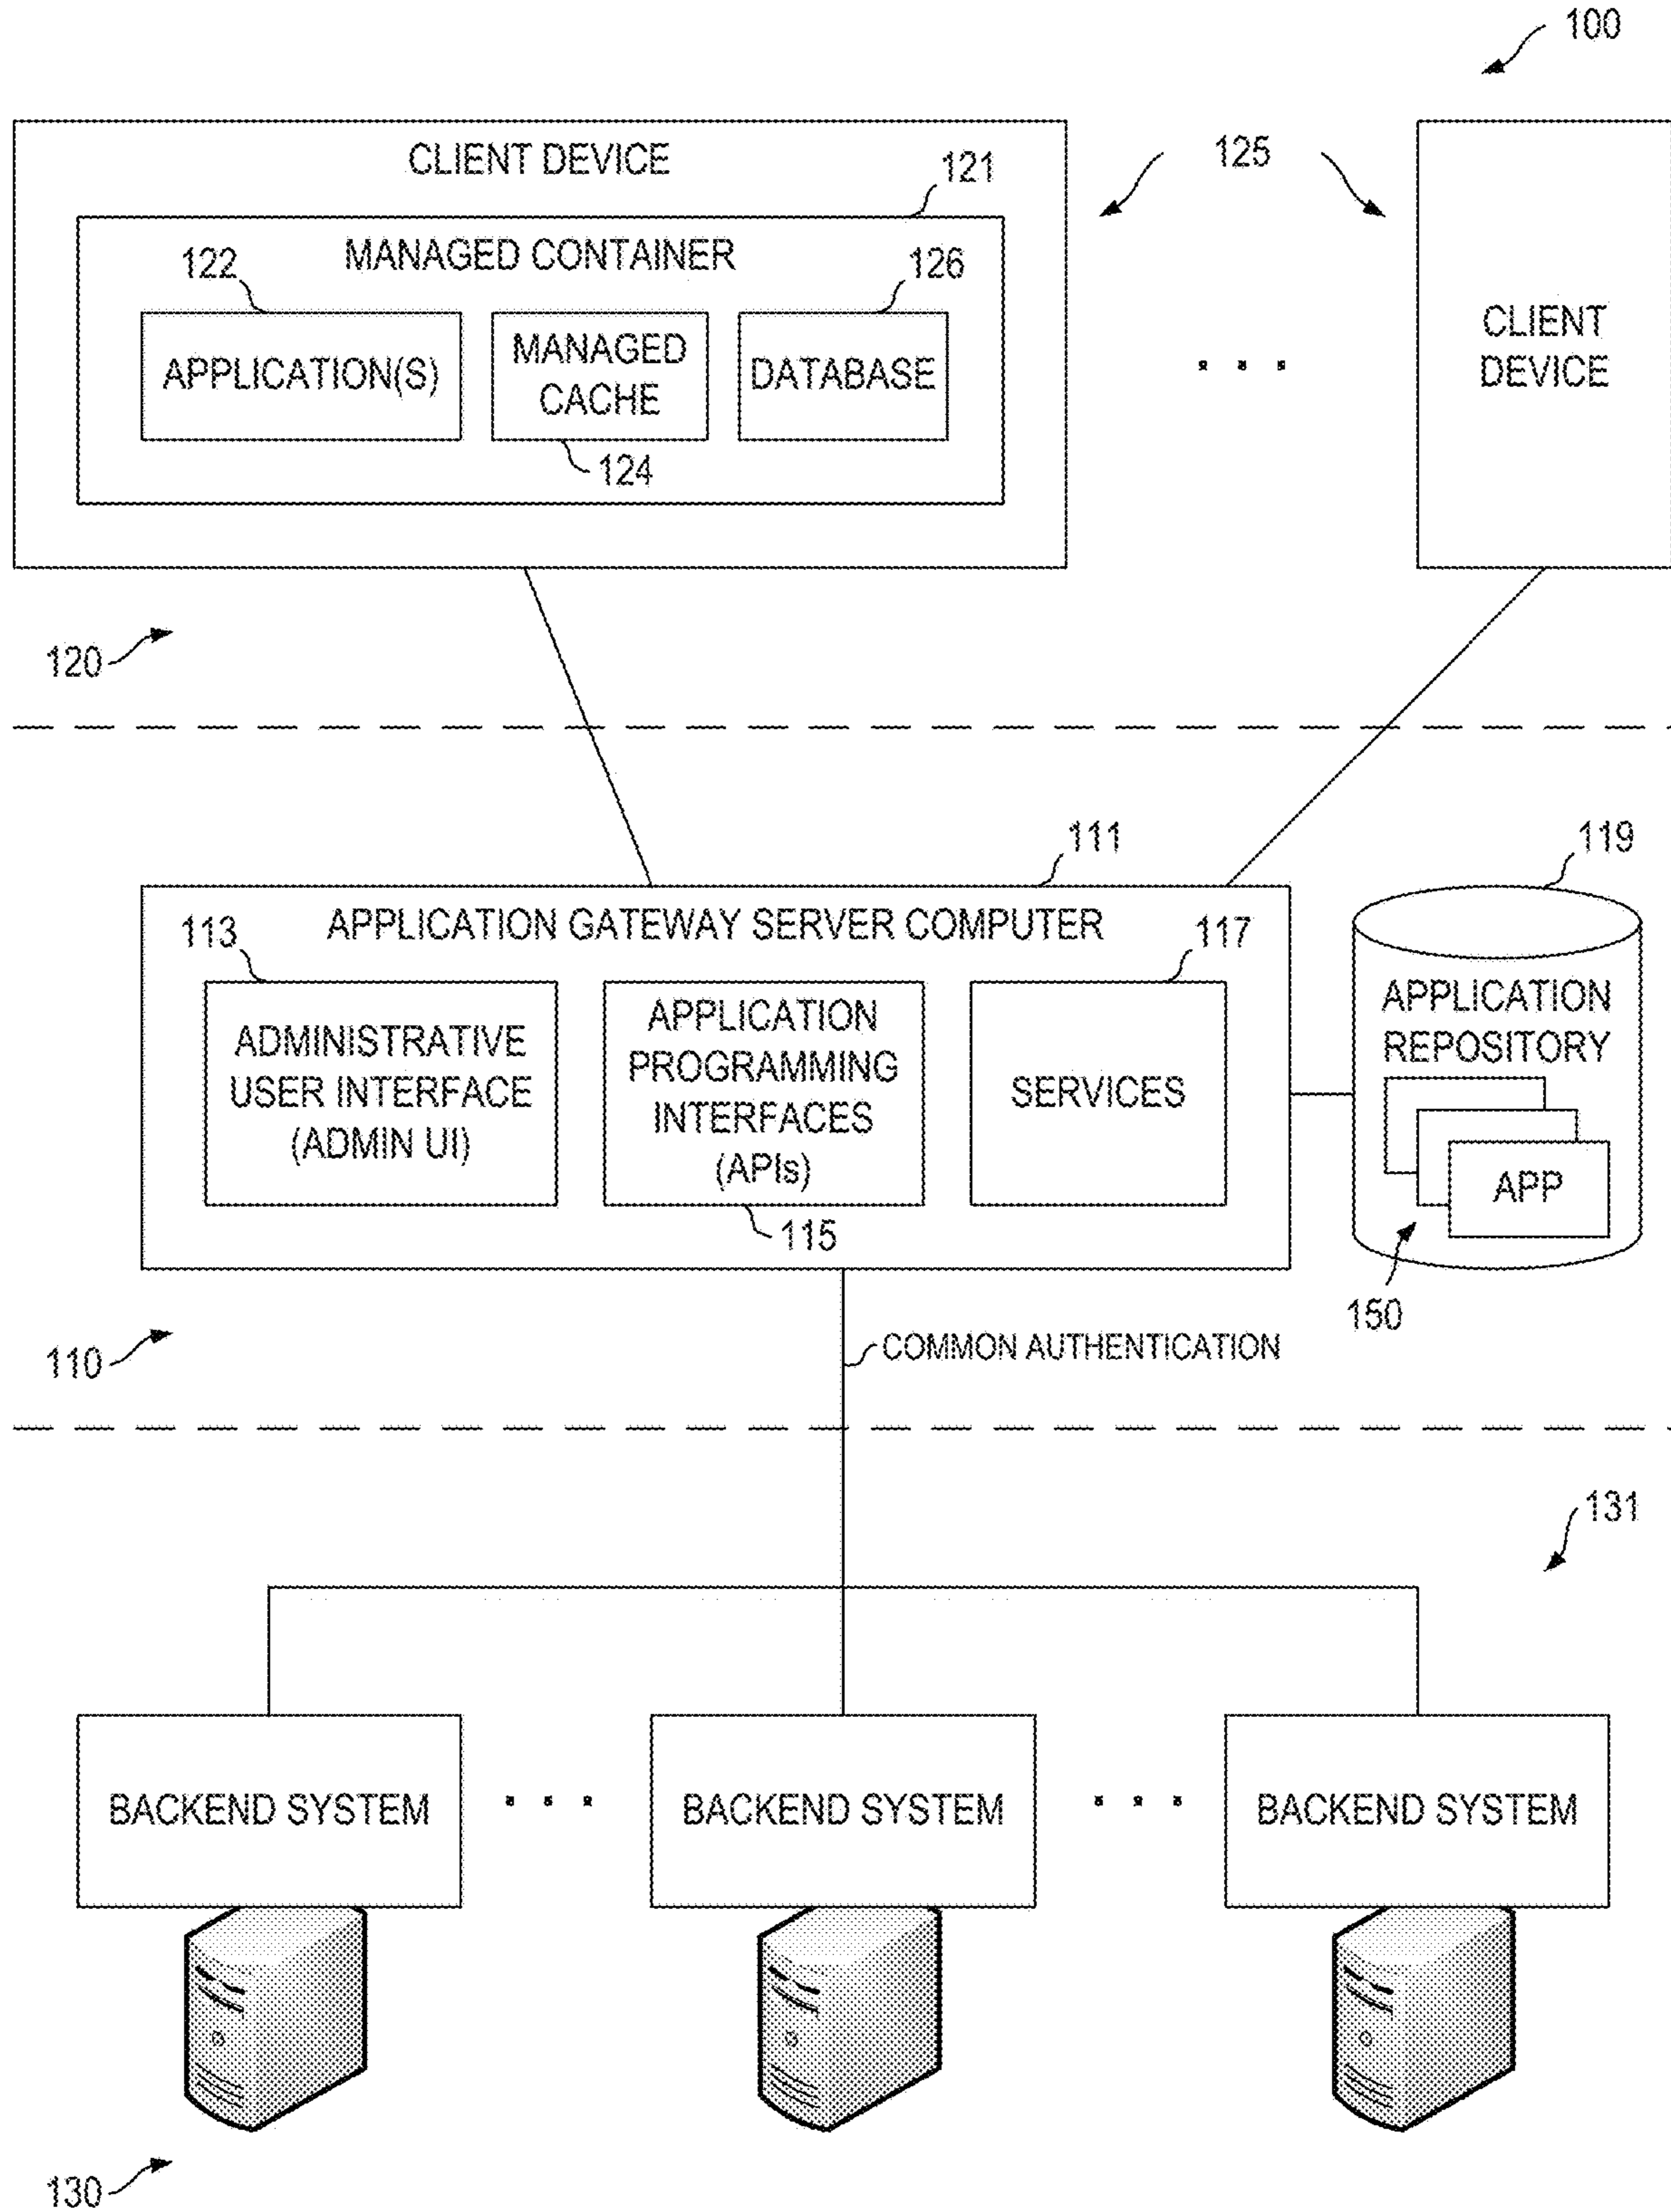 100
CLIENT DEVICE
121
125
MANAGED CONTAINER
122
126
APPLICATION(S)
MANAGED
CACHE
DATABASE
124
CLIENT
DEVICE
120
111
119
APPLICATION GATEWAY SERVER COMPUTER
113
117
ADMINISTRATIVE
USER INTERFACE
(ADMIN UI)
APPLICATION
PROGRAMMING
INTERFACES
(APIs)
115
SERVICES
APPLICATION
REPOSITORY
APP
150
110
COMMON AUTHENTICATION
131
BACKEND SYSTEM
BACKEND SYSTEM
BACKEND SYSTEM
130